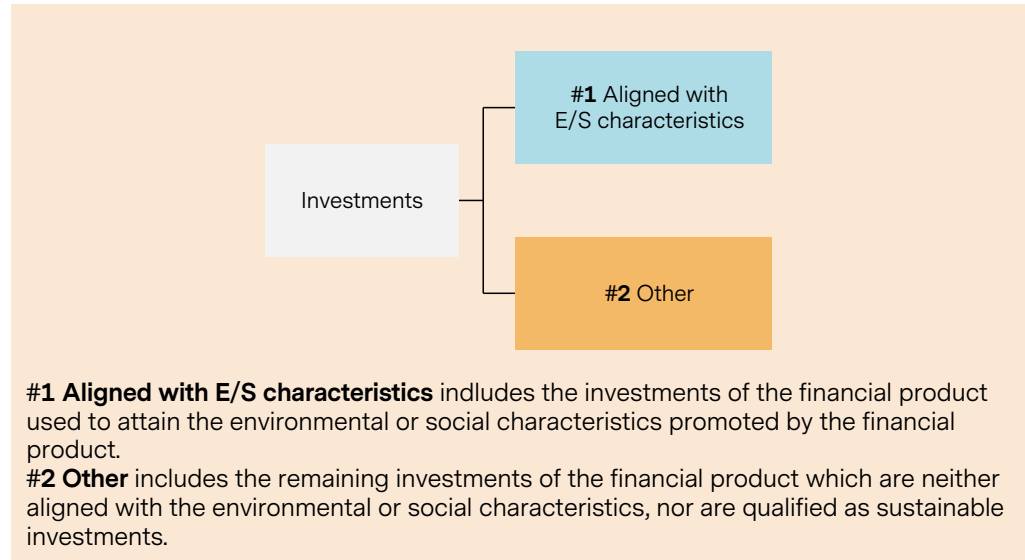 #1 Aligned with
E/S characteristics
Investments
#2 Other
#1 Aligned with E/S characteristics indludes the investments of the financial product
used to attain the environmental or social characteristics promoted by the financial
product.
#2 Other includes the remaining investments of the financial product which are neither
aligned with the environmental or social characteristics, nor are qualified as sustainable
investments.